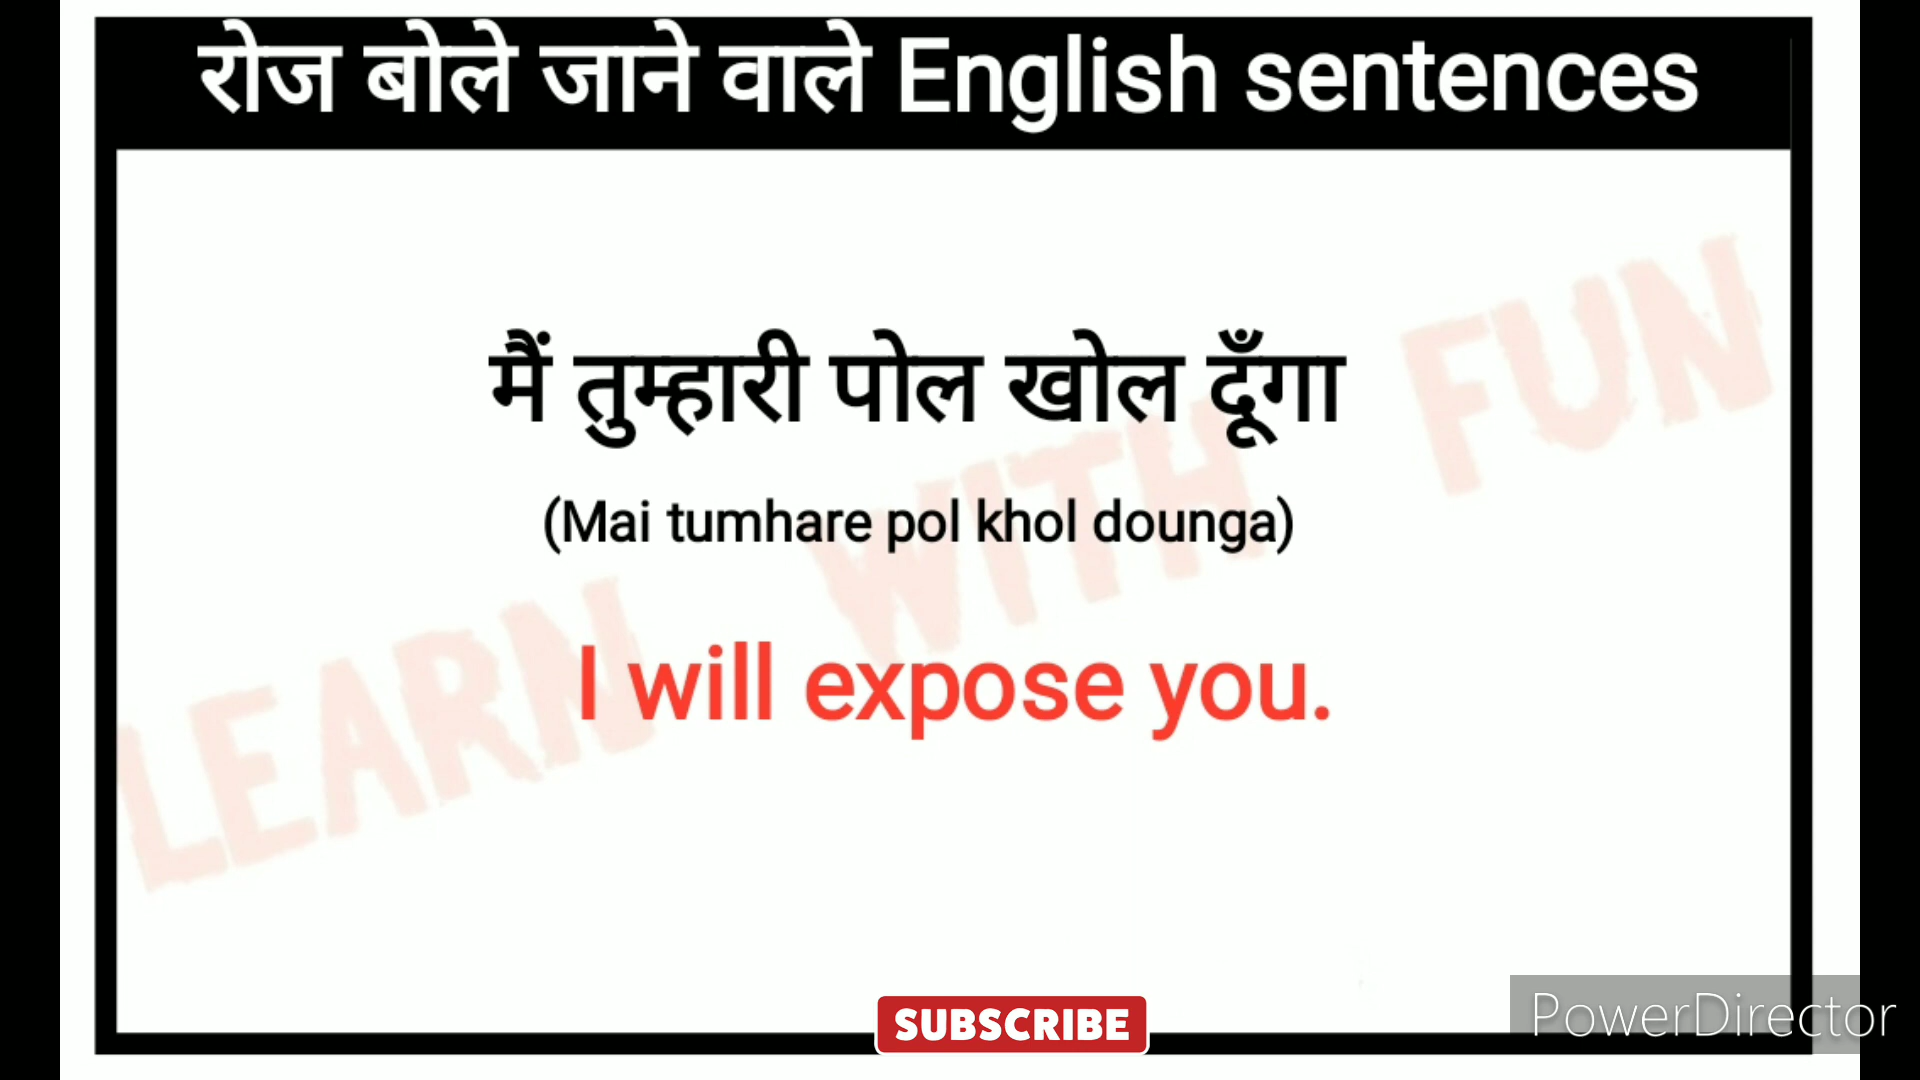 रोज बोले जाने वाले English sentences
मैं तुम्हारी पोल खोल दूँगा
(Mai tumhare pol khol dounga)
I will expose you.
LEARN WITH FUN
SUBSCRIBE
PowerDirector